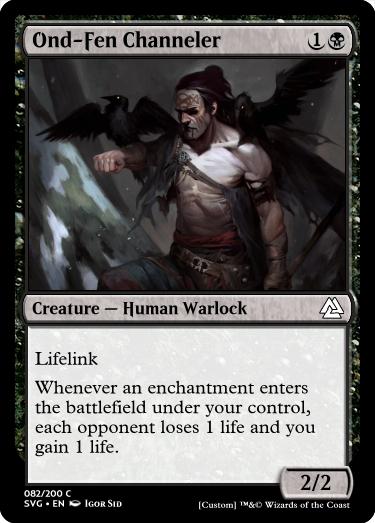 Ond-Fen Channeler 1
Creature — Human Warlock
Lifelink
Whenever an enchantment enters
the battlefield under your control,
each opponent loses 1 life and you
gain 1 life.
2/2
082/200 C
SVG • EN Igor Sid
[Custom] ™&© Wizards of the Coast